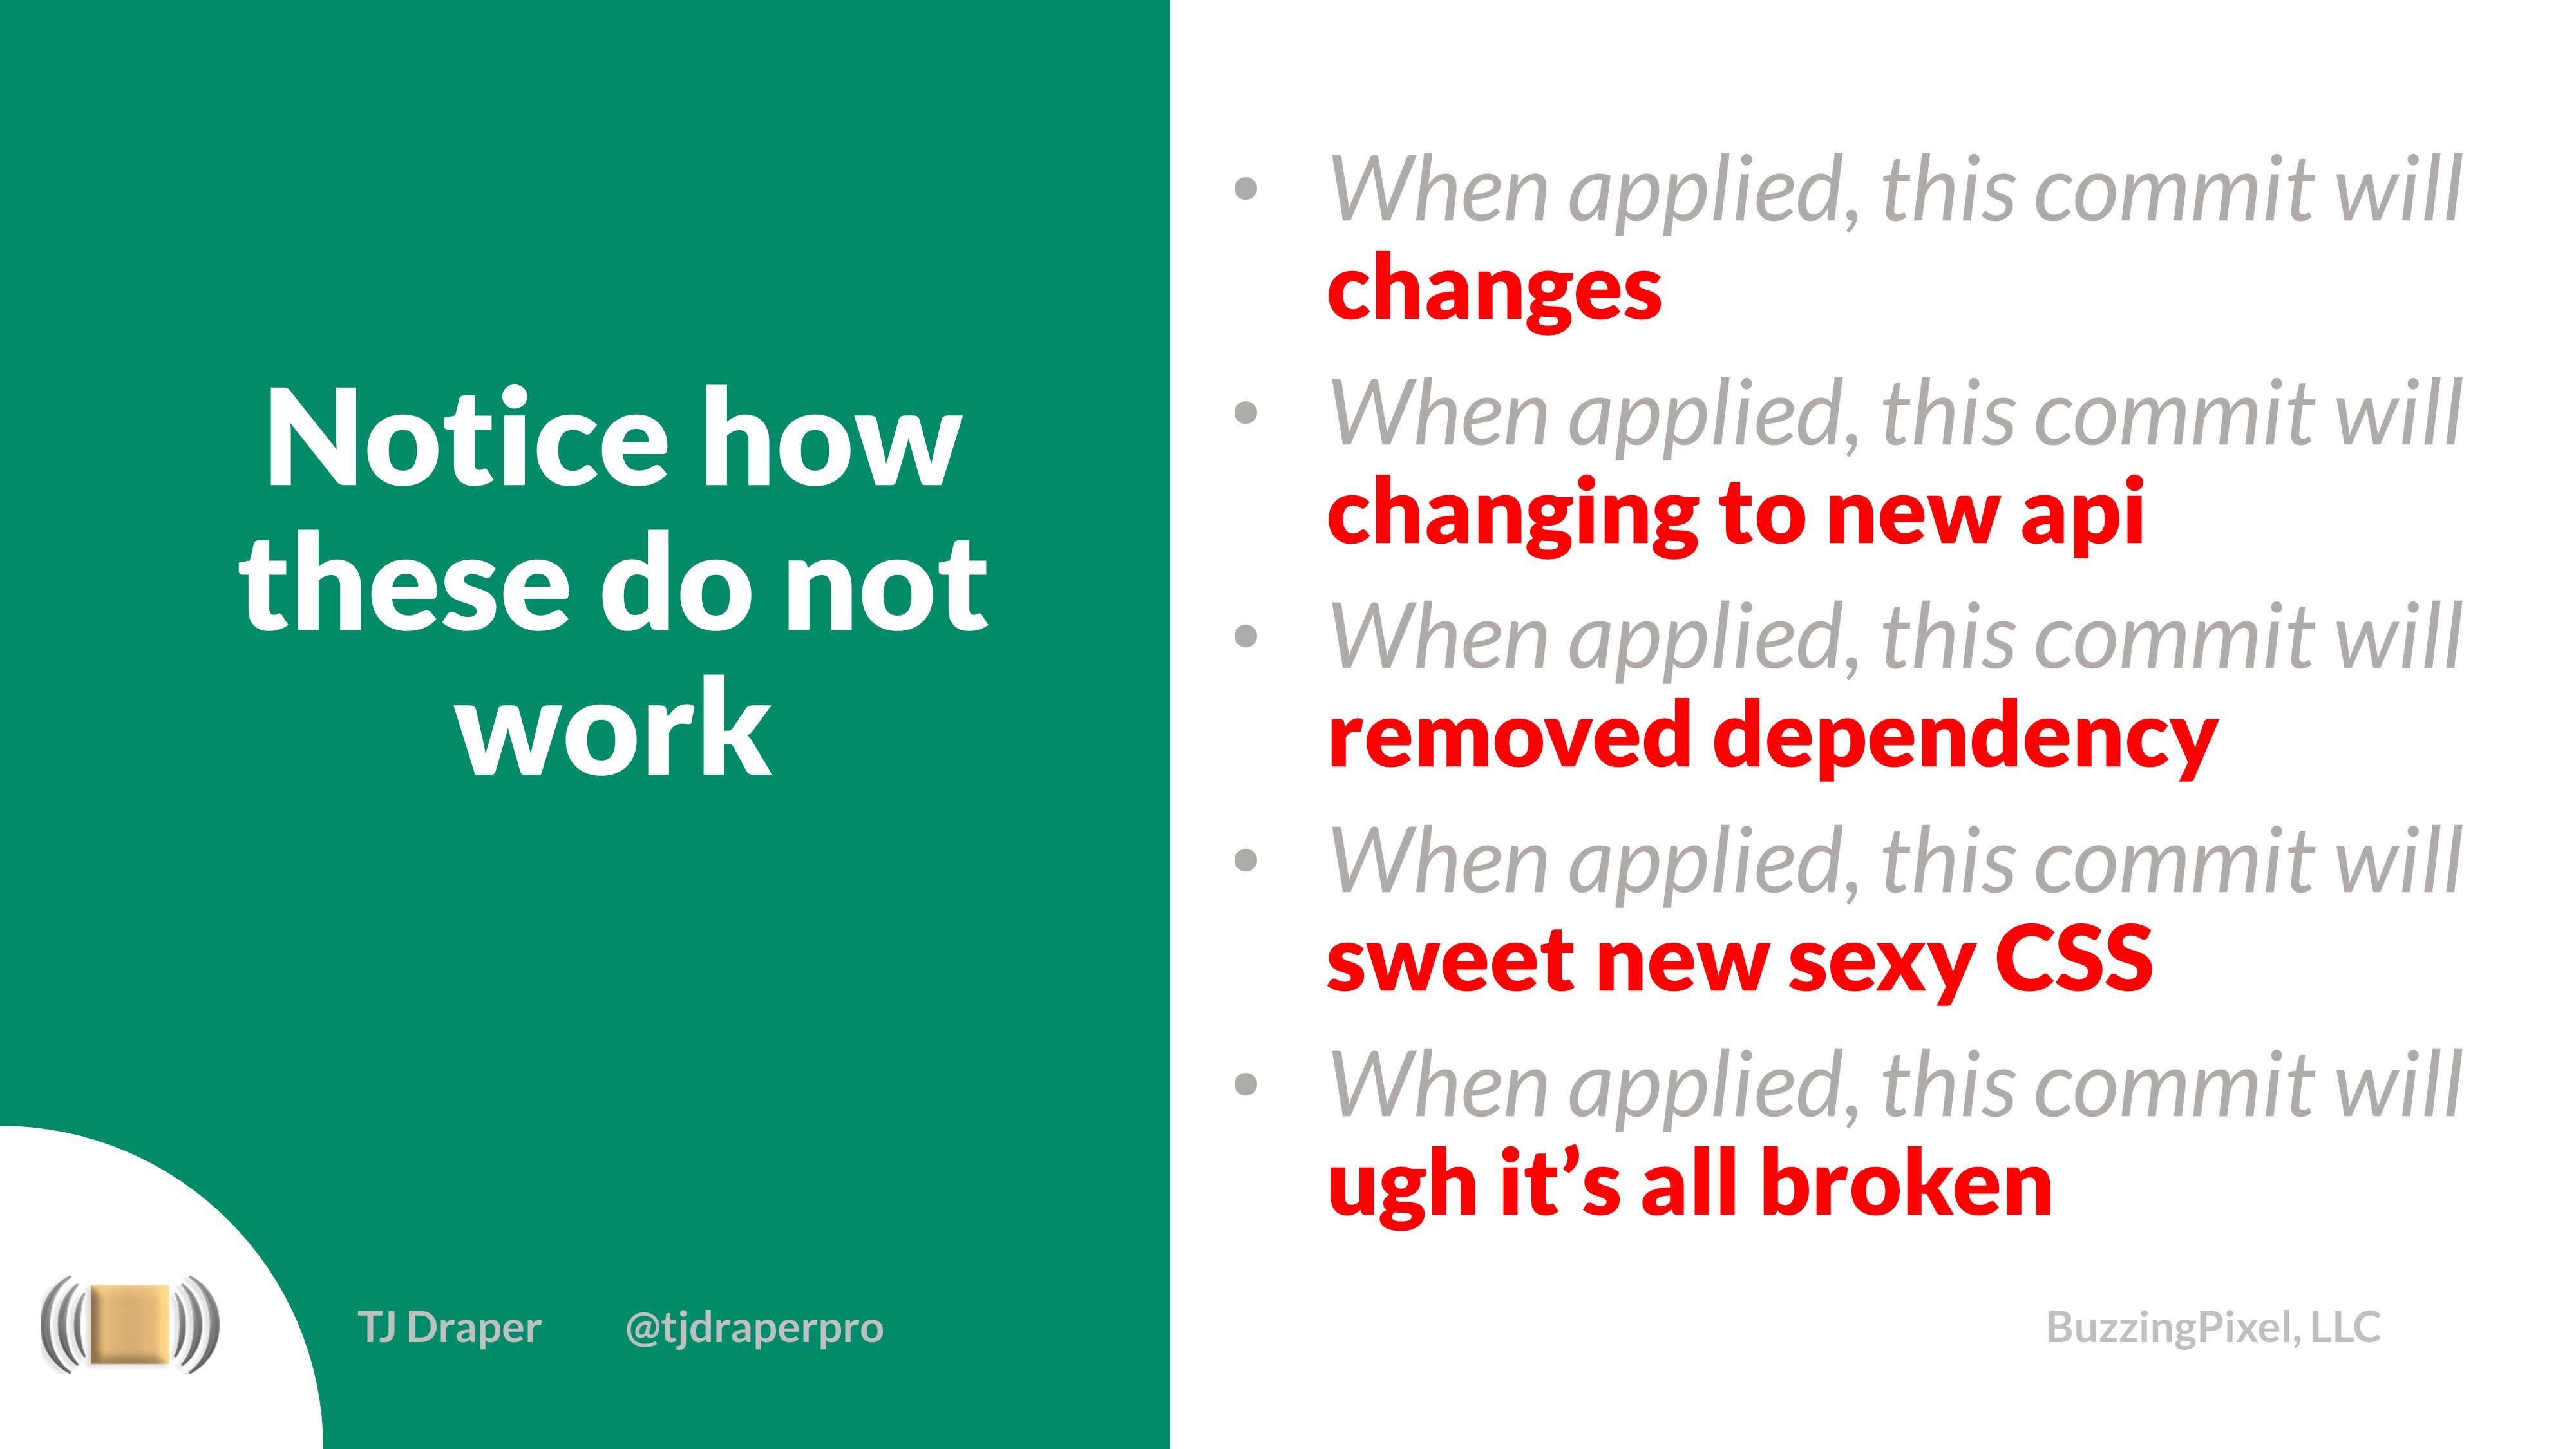 Notice how
these do not
work
• When applied, this commit will
changes
• When applied, this commit will
changing to new api
• When applied, this commit will
removed dependency
• When applied, this commit will
sweet new sexy CSS
• When applied, this commit will
ugh it’s all broken
TJ Draper @tjdraperpro
BuzzingPixel, LLC